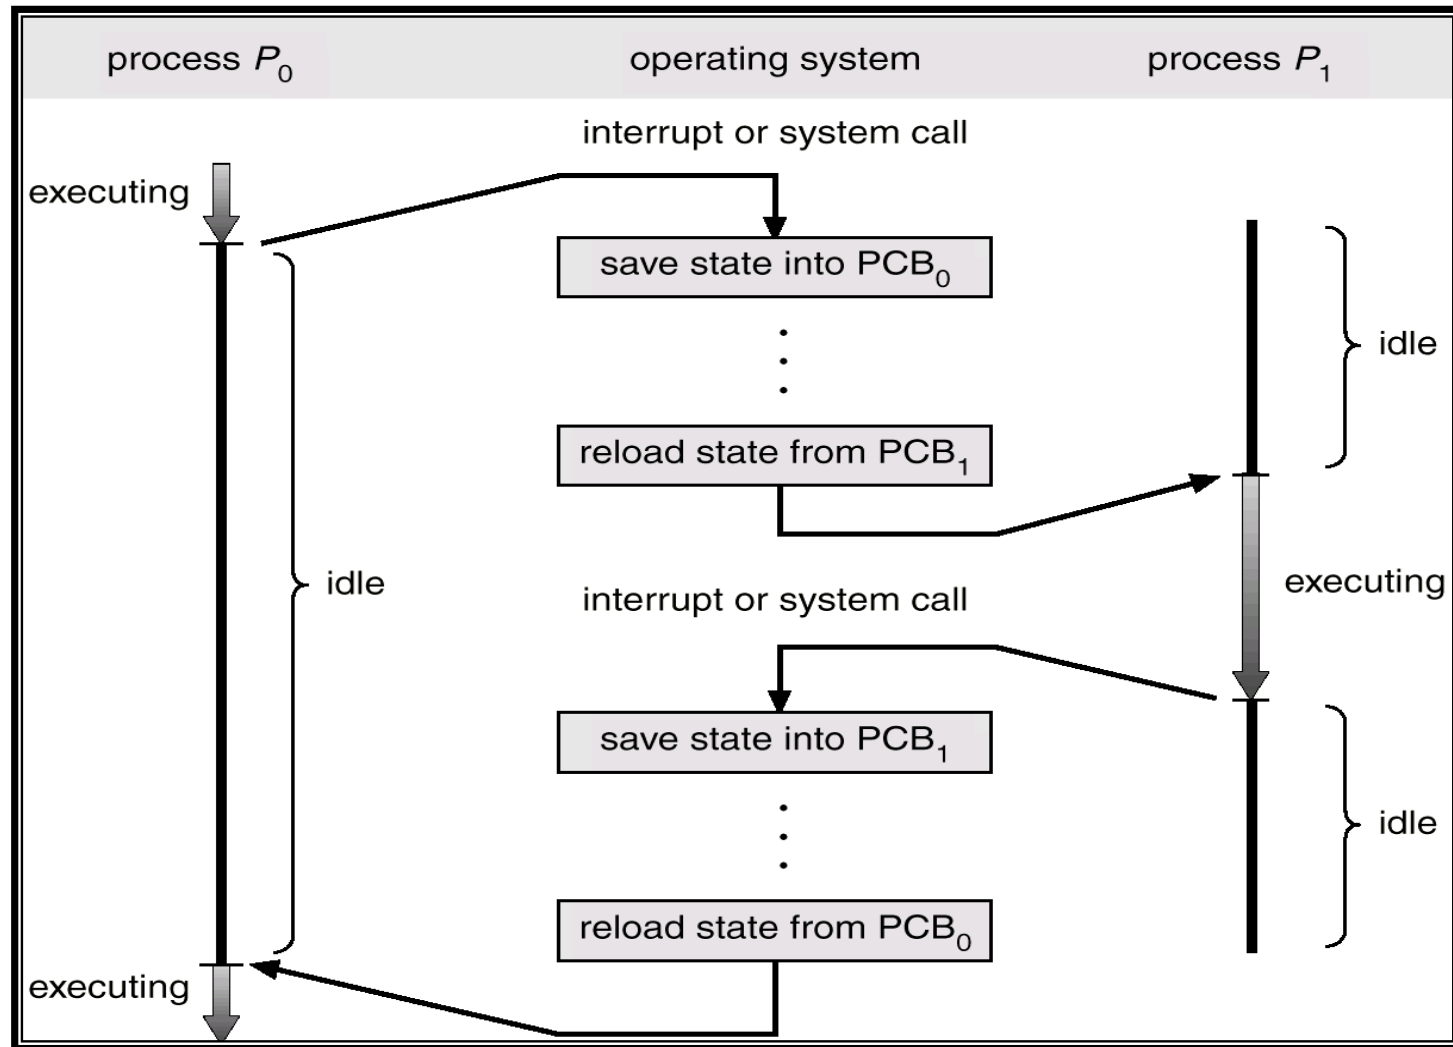 process P0
operating system
process P1
interrupt or system call
executing
save state into PCB0
idle
reload state from PCB1
idle
executing
interrupt or system call
save state into PCB1
idle
reload state from PCB0
executing